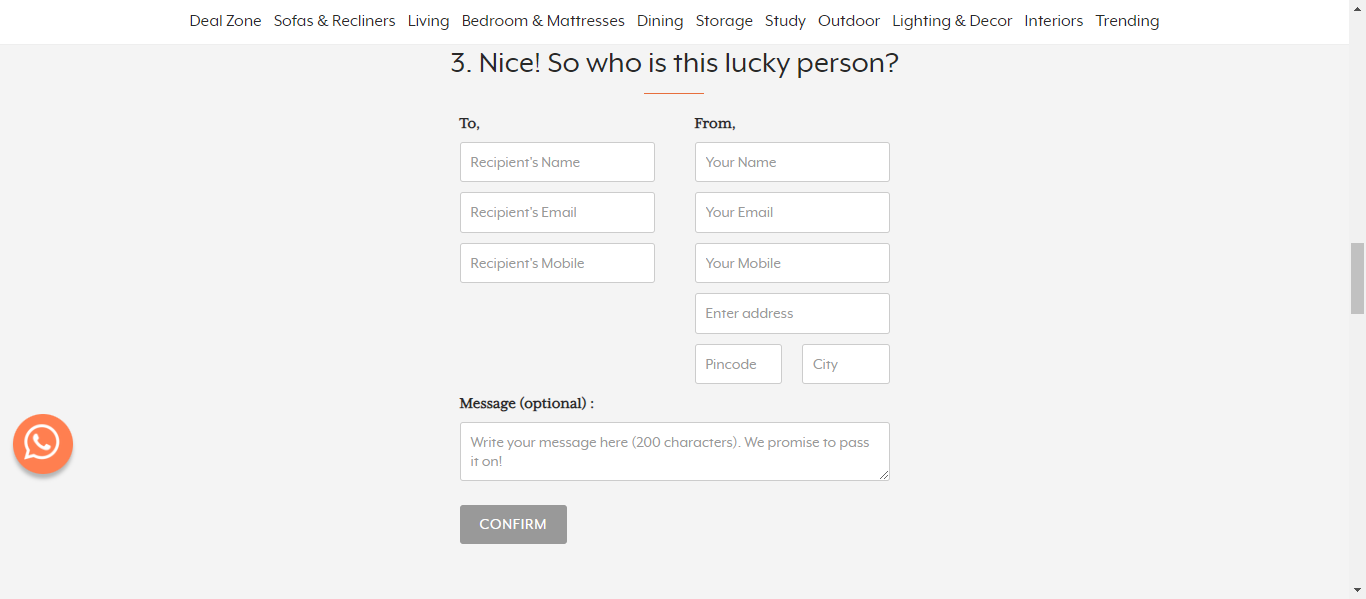 Deal Zone Sofas & Recliners Living Bedroom & Mattresses Dining Storage Study Outdoor Lighting & Decor Interiors Trending
3. Nice! So who is this lucky person?
To,
Recipient's Name
Recipient's Email
Recipient's Mobile
From,
Your Name
Your Email
Your Mobile
Enter address
Pincode City
Message (optional) :
Write your message here (200 characters). We promise to pass
it on!
CONFIRM